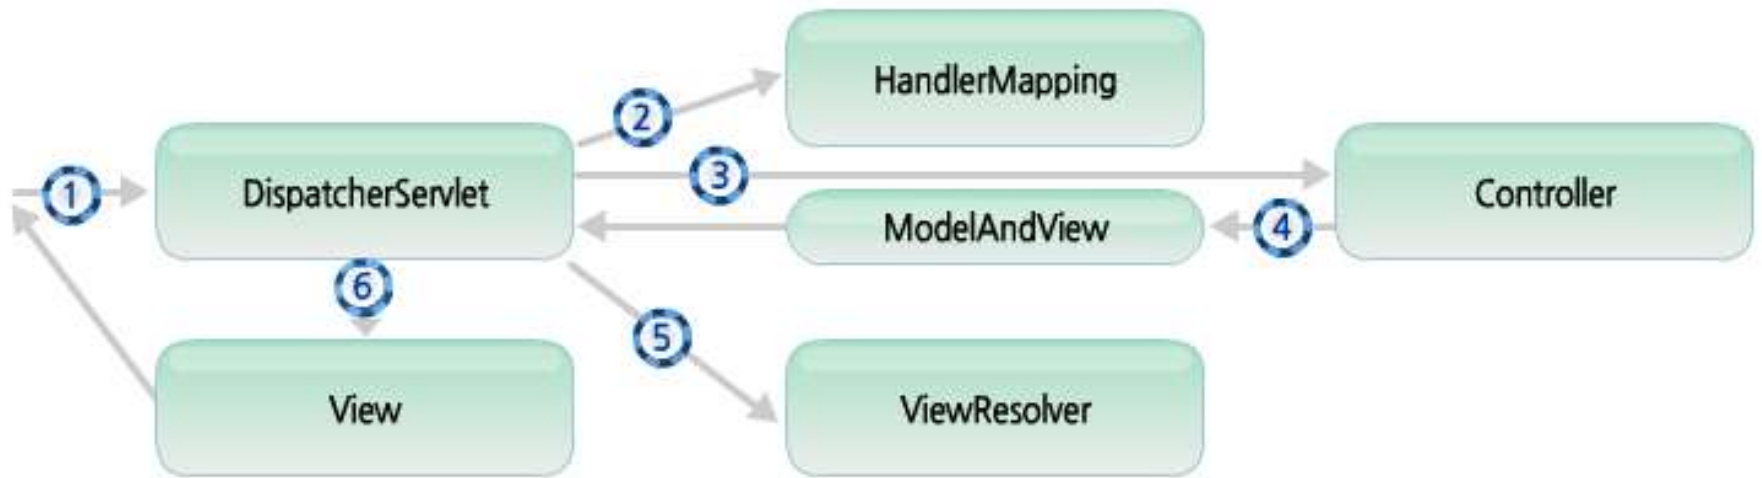 HandlerMapping
2
1
DispatcherServlet
3
Controller
ModelAndView
4
6
5
View
ViewResolver